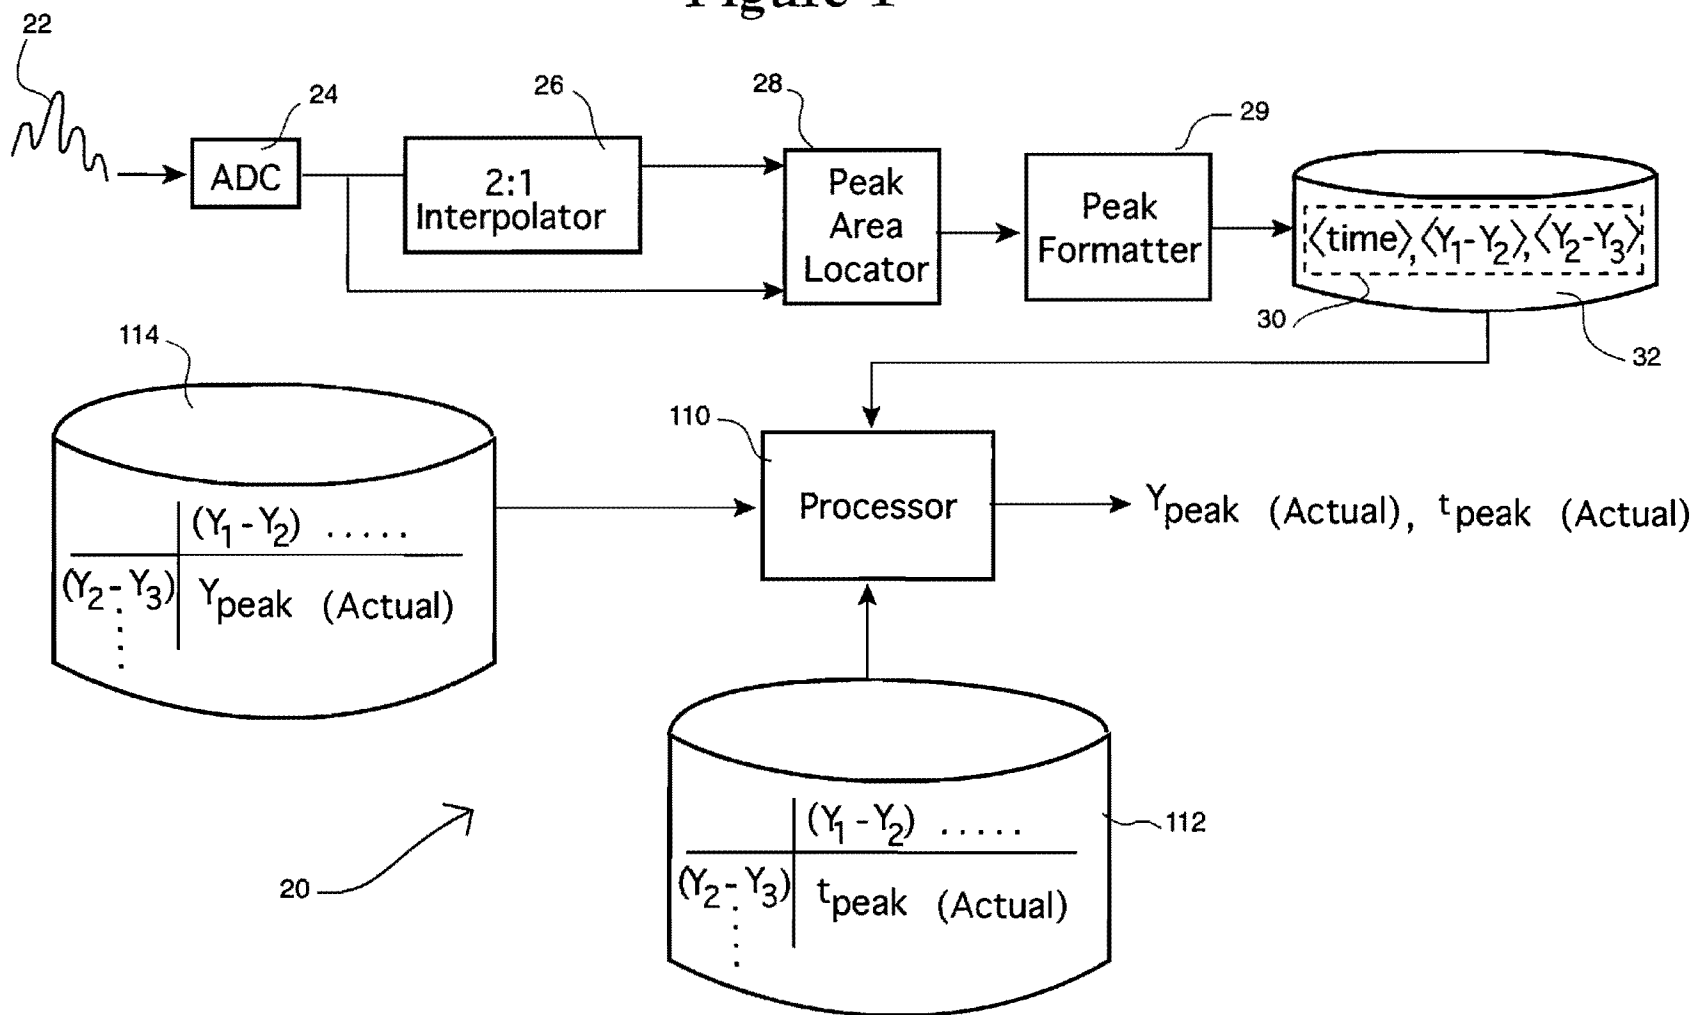 Figure 1
22
24
26
28
29
ADC
2:1
Interpolator
Peak
Area
Locator
Peak
Formatter
⟨time⟩, ⟨Y₁-Y₂⟩, ⟨Y₂-Y₃⟩
30
32
114
110
(Y₁ - Y₂) .....
(Y₂ - Y₃)
Ypeak (Actual)
Processor
Ypeak (Actual), tpeak (Actual)
(Y₁ - Y₂) .....
(Y₂ - Y₃)
tpeak (Actual)
112
20